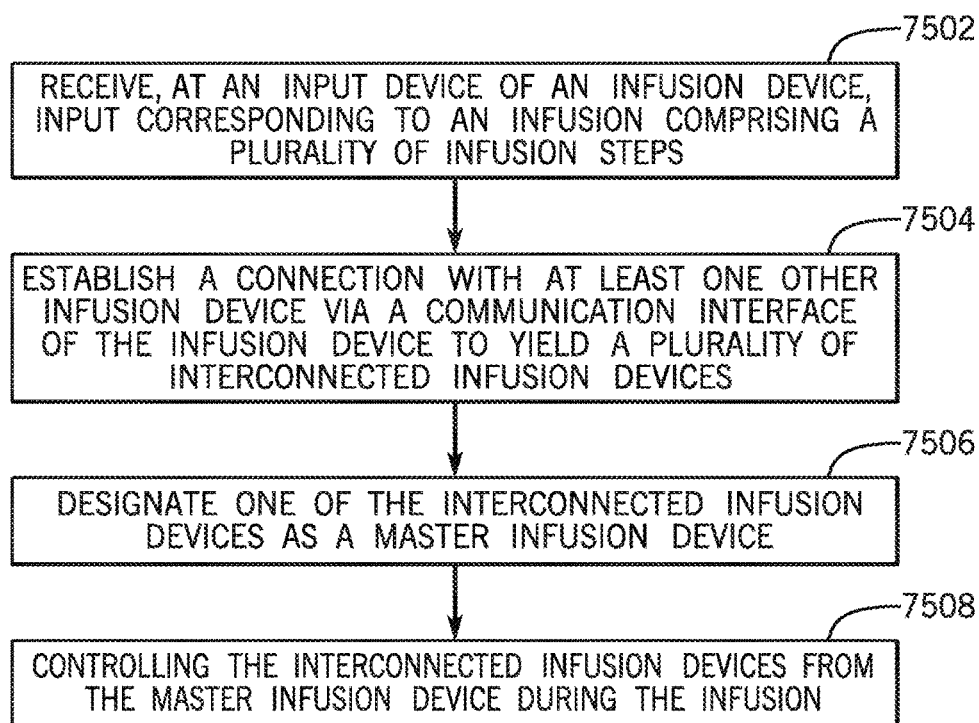 7502
RECEIVE, AT AN INPUT DEVICE OF AN INFUSION DEVICE,
INPUT CORRESPONDING TO AN INFUSION COMPRISING A
PLURALITY OF INFUSION STEPS
7504
ESTABLISH A CONNECTION WITH AT LEAST ONE OTHER
INFUSION DEVICE VIA A COMMUNICATION INTERFACE
OF THE INFUSION DEVICE TO YIELD A PLURALITY OF
INTERCONNECTED INFUSION DEVICES
7506
DESIGNATE ONE OF THE INTERCONNECTED INFUSION
DEVICES AS A MASTER INFUSION DEVICE
7508
CONTROLLING THE INTERCONNECTED INFUSION DEVICES FROM
THE MASTER INFUSION DEVICE DURING THE INFUSION